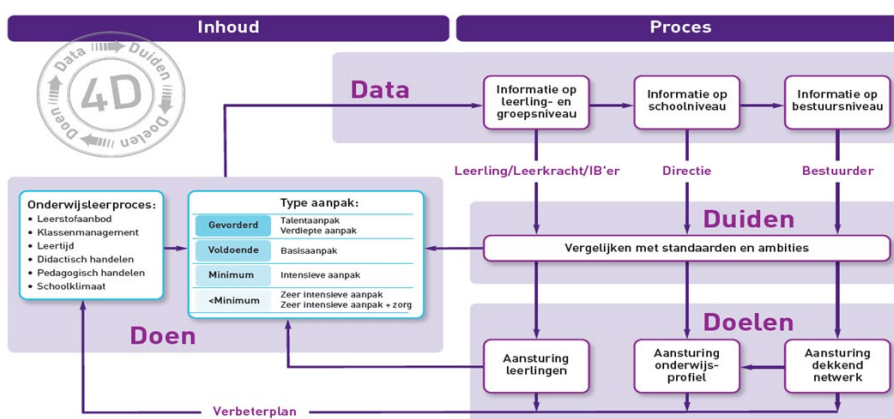 Inhoud
Proces
Data
Duiden
Doelen
Doen
4D
Data
Informatie op
leerling- en
groepsniveau
Informatie op
schoolniveau
Informatie op
bestuursniveau
Leerling/Leerkracht/IB'er
Directie
Bestuurder
Duiden
Vergelijken met standaarden en ambities
Onderwijsleerproces:
• Leerstofaanbod
• Klassenmanagement
• Leertijd
• Didactisch handelen
• Pedagogisch handelen
• Schoolklimaat
Type aanpak:
Gevorderd
Talentaanpak
Verdiepte aanpak
Voldoende
Basisaanpak
Minimum
Intensieve aanpak
<Minimum
Zeer intensieve aanpak
Zeer intensieve aanpak + zorg
Doen
Doelen
Aansturing
leerlingen
Aansturing
onderwijs-
profiel
Aansturing
dekkend
netwerk
Verbeterplan